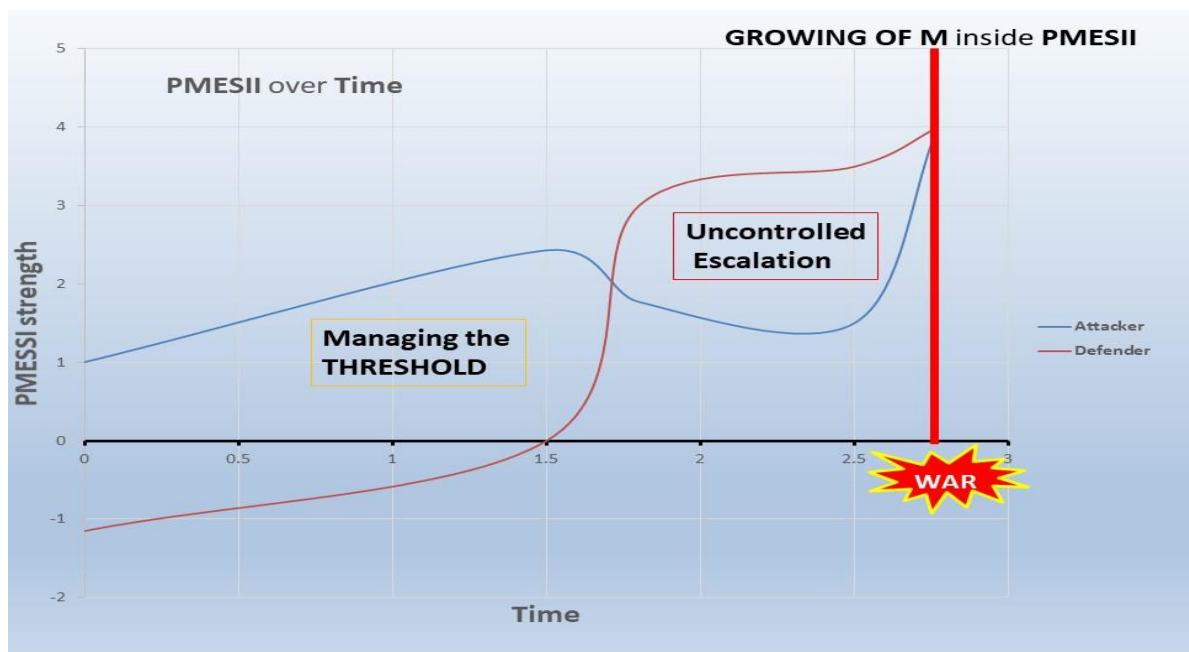 GROWING OF M inside PMESII
PMESII over Time
5
4
3
2
1
0
-1
-2
PMESSI strength
0
0.5
1
1.5
2
2.5
3
Time
Managing the
THRESHOLD
Uncontrolled
Escalation
Attacker
Defender
WAR